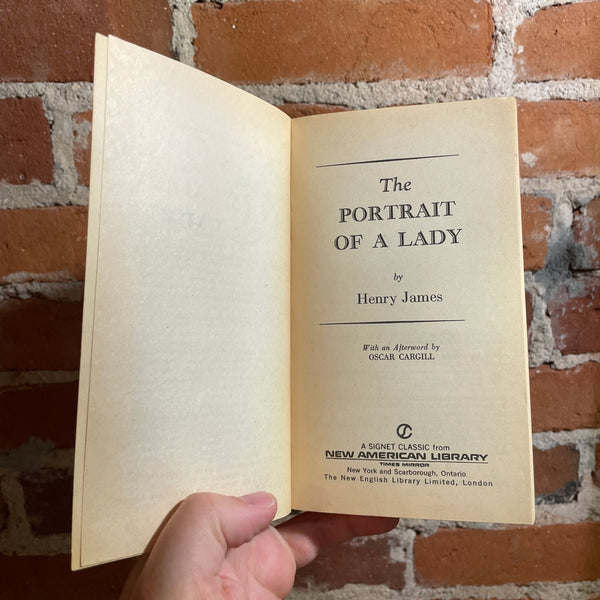 The
PORTRAIT
OF A LADY
by
Henry James
With an Afterword by
OSCAR CARGILL
A SIGNET CLASSIC from
NEW AMERICAN LIBRARY
TIMES MIRROR
New York and Scarborough, Ontario
The New English Library Limited, London